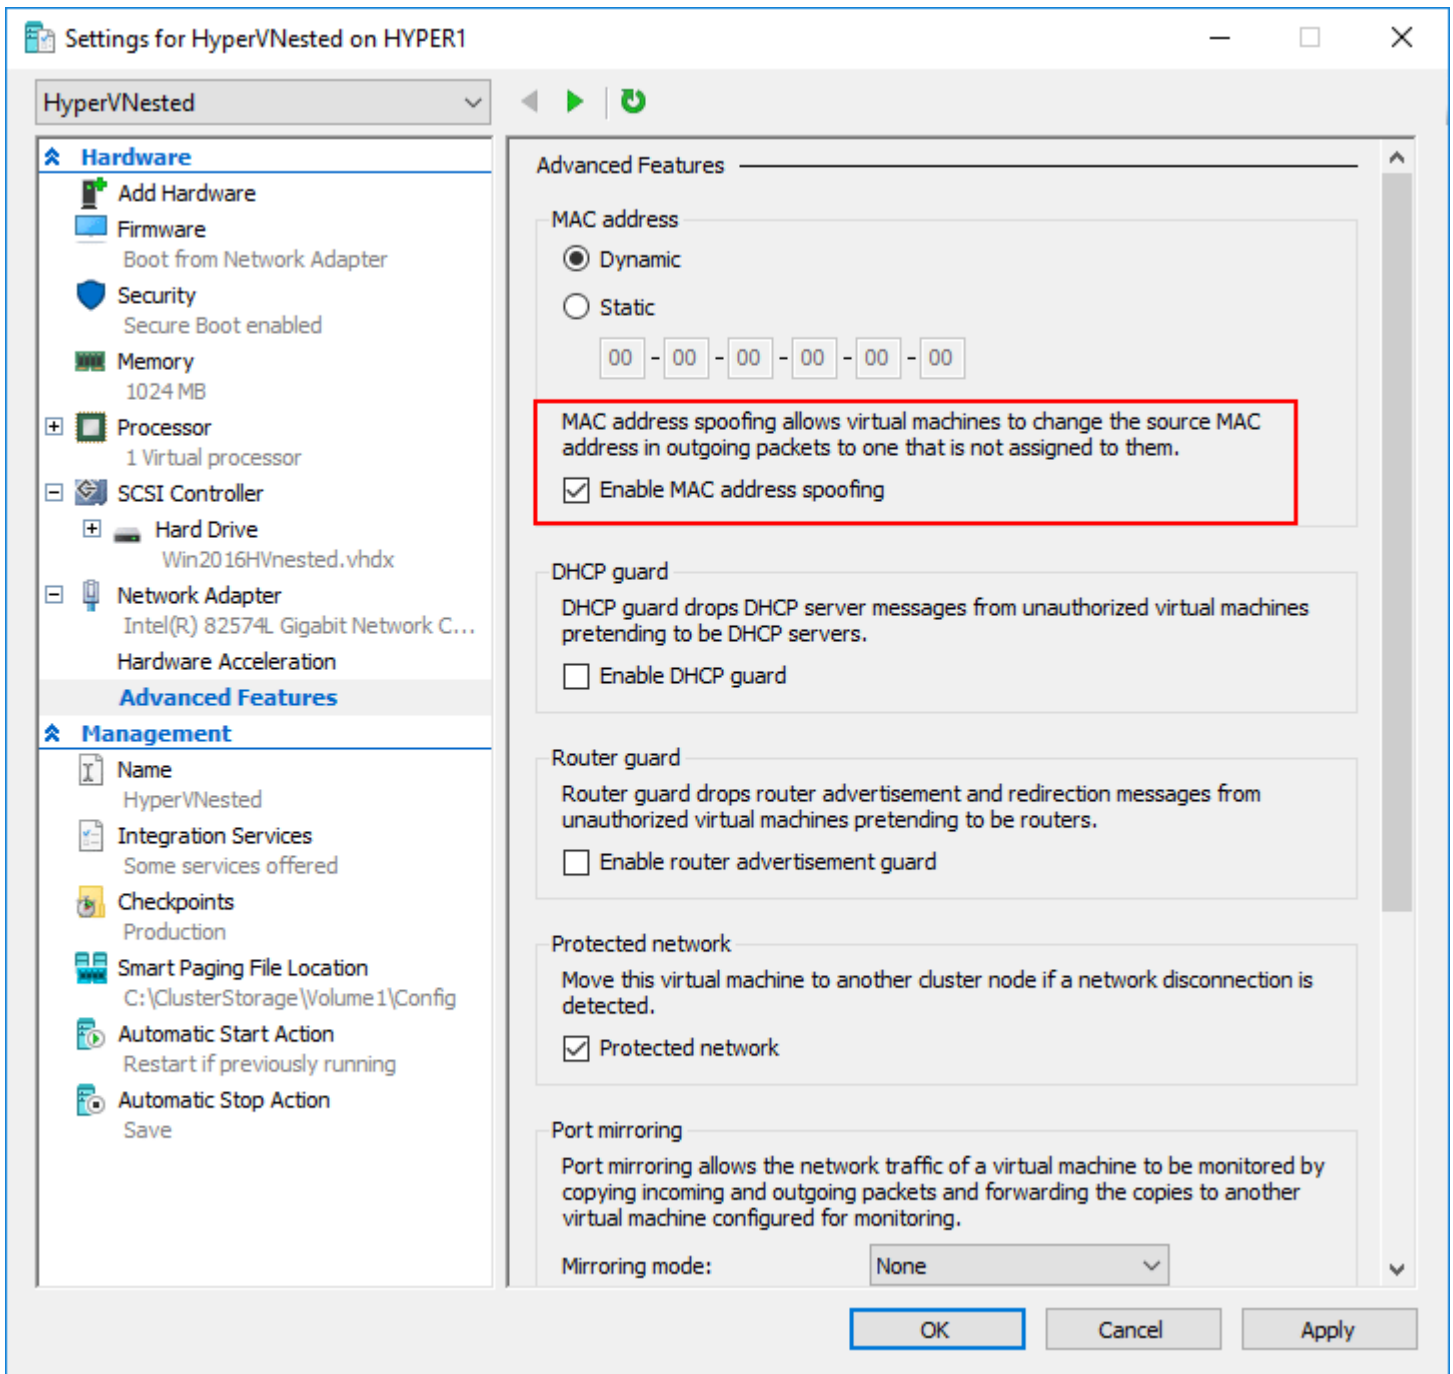 Settings for HyperVNested on HYPER1
HyperVNested
Hardware
Add Hardware
Firmware
Boot from Network Adapter
Security
Secure Boot enabled
Memory
1024 MB
Processor
1 Virtual processor
SCSI Controller
Hard Drive
Win2016HVnested.vhdx
Network Adapter
Intel(R) 82574L Gigabit Network C...
Hardware Acceleration
Advanced Features
Management
Name
HyperVNested
Integration Services
Some services offered
Checkpoints
Production
Smart Paging File Location
C:\ClusterStorage\Volume1\Config
Automatic Start Action
Restart if previously running
Automatic Stop Action
Save
Advanced Features
MAC address
Dynamic
Static
00 - 00 - 00 - 00 - 00 - 00
MAC address spoofing allows virtual machines to change the source MAC
address in outgoing packets to one that is not assigned to them.
Enable MAC address spoofing
DHCP guard
DHCP guard drops DHCP server messages from unauthorized virtual machines
pretending to be DHCP servers.
Enable DHCP guard
Router guard
Router guard drops router advertisement and redirection messages from
unauthorized virtual machines pretending to be routers.
Enable router advertisement guard
Protected network
Move this virtual machine to another cluster node if a network disconnection is
detected.
Protected network
Port mirroring
Port mirroring allows the network traffic of a virtual machine to be monitored by
copying incoming and outgoing packets and forwarding the copies to another
virtual machine configured for monitoring.
Mirroring mode: None
OK Cancel Apply